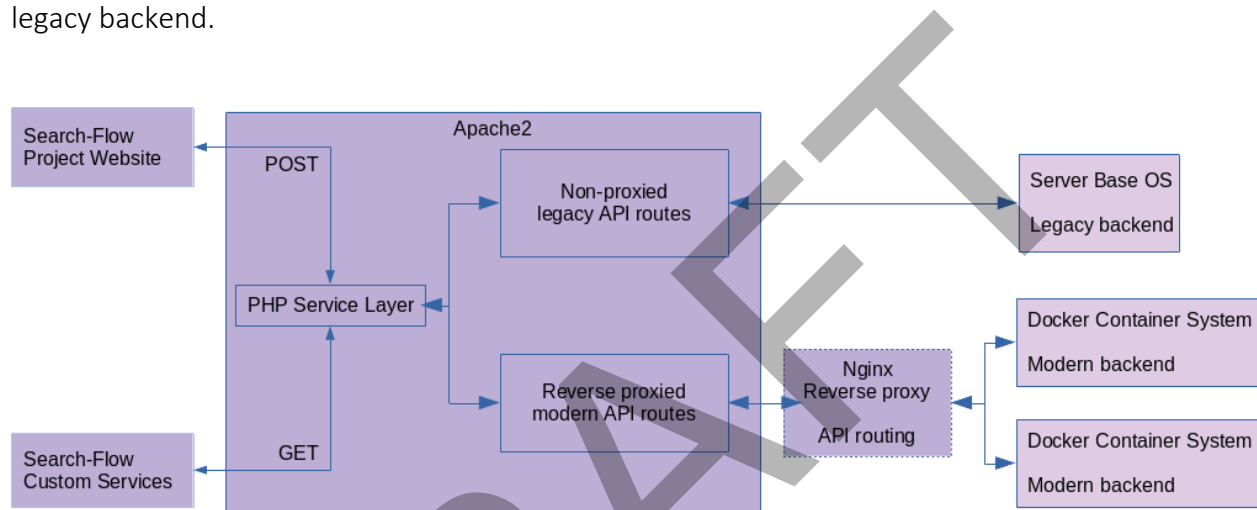 legacy backend.
Search-Flow
Project Website
POST
Apache2
Non-proxied
legacy API routes
Server Base OS
Legacy backend
PHP Service Layer
Docker Container System
Modern backend
Reverse proxied
modern API routes
Nginx
Reverse proxy
API routing
GET
Search-Flow
Custom Services
Docker Container System
Modern backend
RAFT